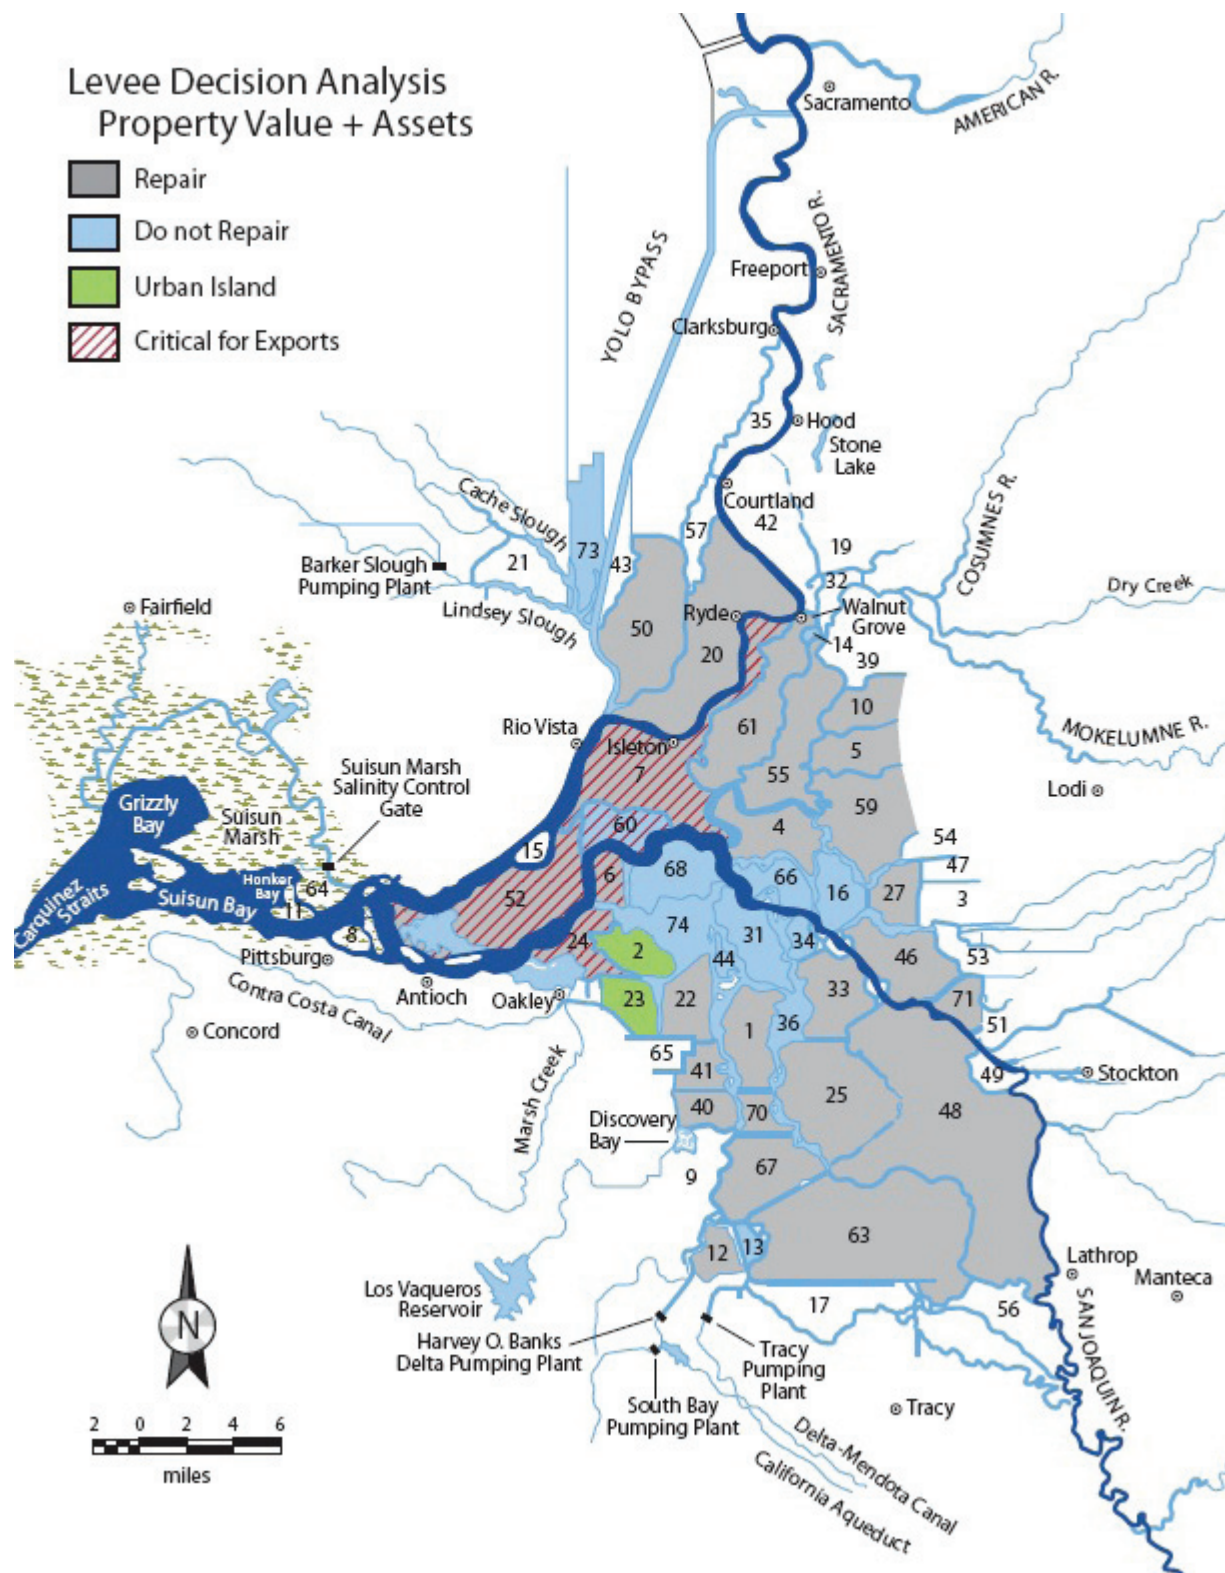 Levee Decision Analysis
Property Value + Assets
Repair
Do not Repair
Urban Island
Critical for Exports
Sacramento
AMERICAN R.
SACRAMENTO R.
YOLO BYPASS
Freeport
Clarksburg
35
Hood
Stone
Lake
Courtland
42
COSUMNES R.
Cache Slough
57
73
43
21
19
32
Barker Slough
Pumping Plant
Lindsey Slough
Dry Creek
Fairfield
Ryde
Walnut
Grove
50
20
14
39
10
61
MOKELUMNE R.
Rio Vista
Isleton
7
5
55
Lodi
Suisun Marsh
Salinity Control
Gate
59
Grizzly
Bay
Suisun
Marsh
60
4
54
15
47
Honker
Bay
64
6
68
66
16
27
3
Carquinez
Straits
Suisun Bay
11
52
8
24
2
74
31
34
46
53
44
Pittsburg
Antioch
Oakley
23
22
33
71
Contra Costa Canal
Concord
1
36
51
65
41
49
Stockton
Marsh Creek
40
70
25
48
Discovery
Bay
9
67
12
13
63
Lathrop
Manteca
Los Vaqueros
Reservoir
17
56
SAN JOAQUIN R.
N
Harvey O. Banks
Delta Pumping Plant
Tracy
Pumping
Plant
South Bay
Pumping Plant
Tracy
Delta-Mendota Canal
California Aqueduct
2 0 2 4 6
miles